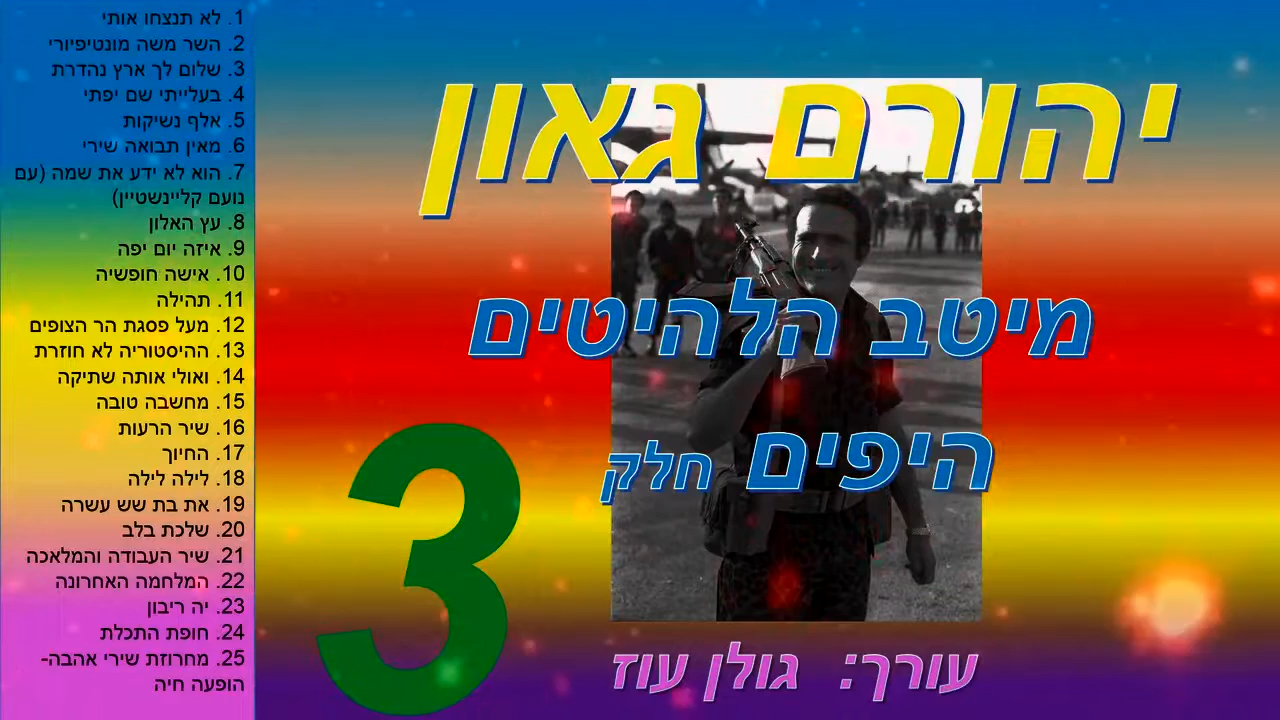 יהורם גאון
מיטב הלהיטים
היפים חלק
3
עורך: גולן עוז
1. לא תנצחו אותי
2. השר משה מונטיפיורי
3. שלום לך ארץ נהדרת
4. בעלייתי שם יפתי
5. אלף נשיקות
6. מאין תבואה שירי
7. הוא לא ידע את שמה (עם
נועם קליינשטיין)
8. עץ האלון
9. איזה יום יפה
10. אישה חופשיה
11. תהילה
12. מעל פסגת הר הצופים
13. ההיסטוריה לא חוזרת
14. ואולי אותה שתיקה
15. מחשבה טובה
16. שיר הרעות
17. החיוך
18. לילה לילה
19. את בת שש עשרה
20. שלכת בלב
21. שיר העבודה והמלאכה
22. המלחמה האחרונה
23. יה ריבון
24. חופת התכלת
25. מחרוזת שירי אהבה-
הופעה חיה